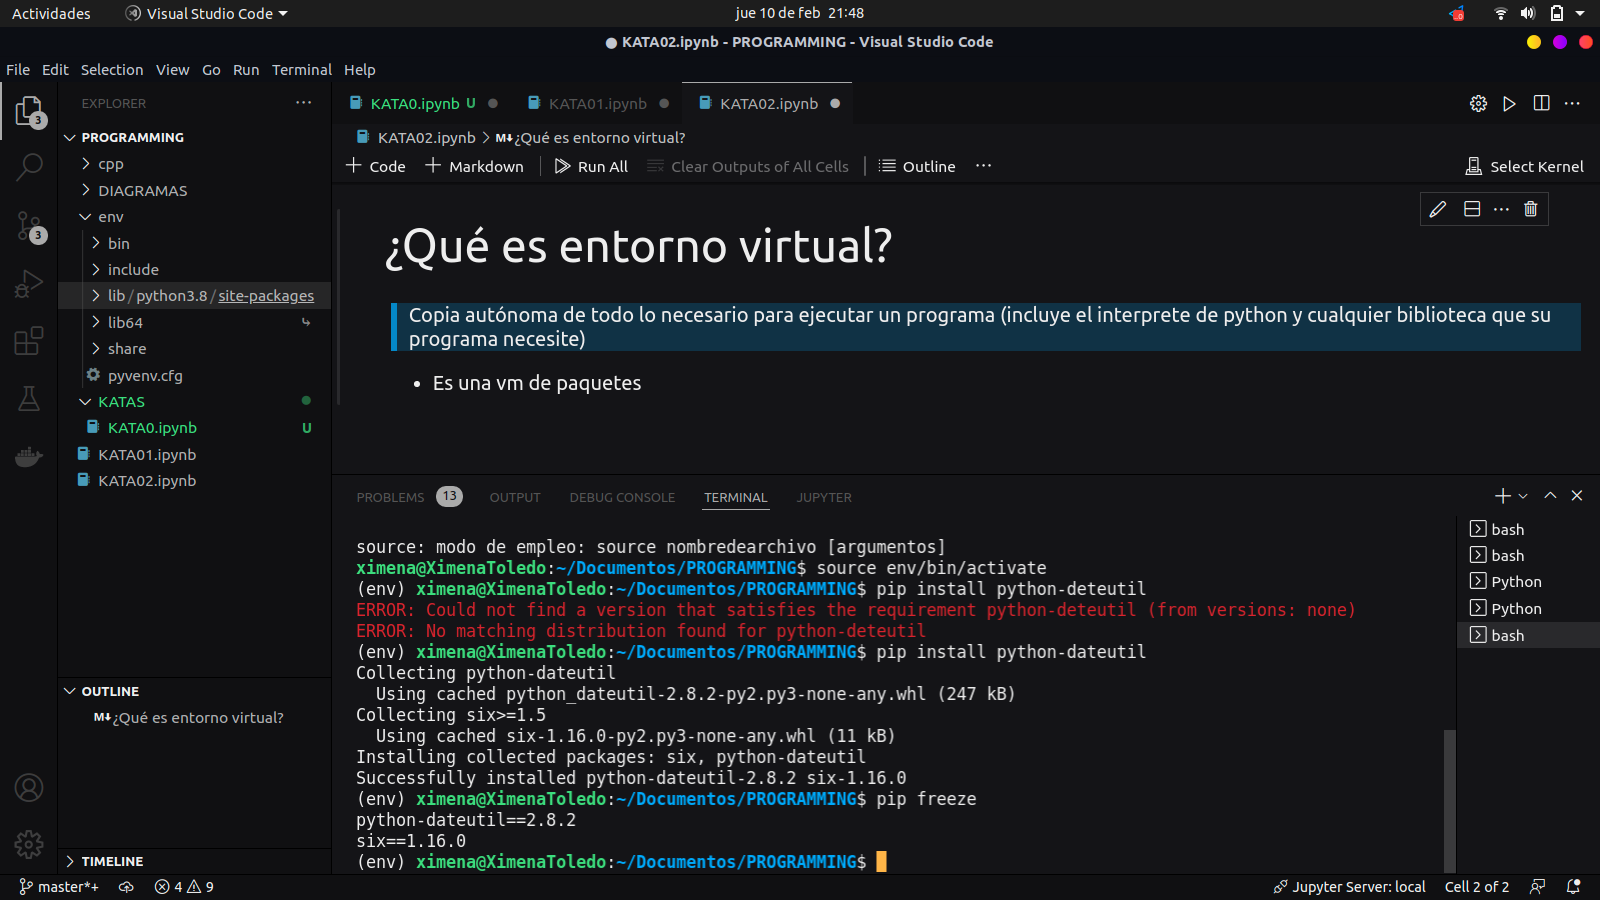 Actividades
Visual Studio Code
jue 10 de feb 21:48
KATA02.ipynb - PROGRAMMING - Visual Studio Code
File Edit Selection View Go Run Terminal Help
EXPLORER
PROGRAMMING
cpp
DIAGRAMAS
env
bin
include
lib/python3.8/site-packages
lib64
share
pyvenv.cfg
KATAS
KATA0.ipynb U
KATA01.ipynb
KATA02.ipynb
3
3
OUTLINE
M ¿Qué es entorno virtual?
TIMELINE
KATA0.ipynb U
KATA01.ipynb
KATA02.ipynb
KATA02.ipynb > M ¿Qué es entorno virtual?
+ Code + Markdown Run All Clear Outputs of All Cells Outline ···
Select Kernel
¿Qué es entorno virtual?
Copia autónoma de todo lo necesario para ejecutar un programa (incluye el interprete de python y cualquier biblioteca que su
programa necesite)
• Es una vm de paquetes
PROBLEMS 13 OUTPUT DEBUG CONSOLE TERMINAL JUPYTER
source: modo de empleo: source nombredearchivo [argumentos]
ximena@XimenaToledo:~/Documentos/PROGRAMMING$ source env/bin/activate
(env) ximena@XimenaToledo:~/Documentos/PROGRAMMING$ pip install python-deteutil
ERROR: Could not find a version that satisfies the requirement python-deteutil (from versions: none)
ERROR: No matching distribution found for python-deteutil
(env) ximena@XimenaToledo:~/Documentos/PROGRAMMING$ pip install python-dateutil
Collecting python-dateutil
Using cached python_dateutil-2.8.2-py2.py3-none-any.whl (247 kB)
Collecting six>=1.5
Using cached six-1.16.0-py2.py3-none-any.whl (11 kB)
Installing collected packages: six, python-dateutil
Successfully installed python-dateutil-2.8.2 six-1.16.0
(env) ximena@XimenaToledo:~/Documentos/PROGRAMMING$ pip freeze
python-dateutil==2.8.2
six==1.16.0
(env) ximena@XimenaToledo:~/Documentos/PROGRAMMING$
bash
bash
Python
Python
bash
master*+
4 9
Jupyter Server: local
Cell 2 of 2